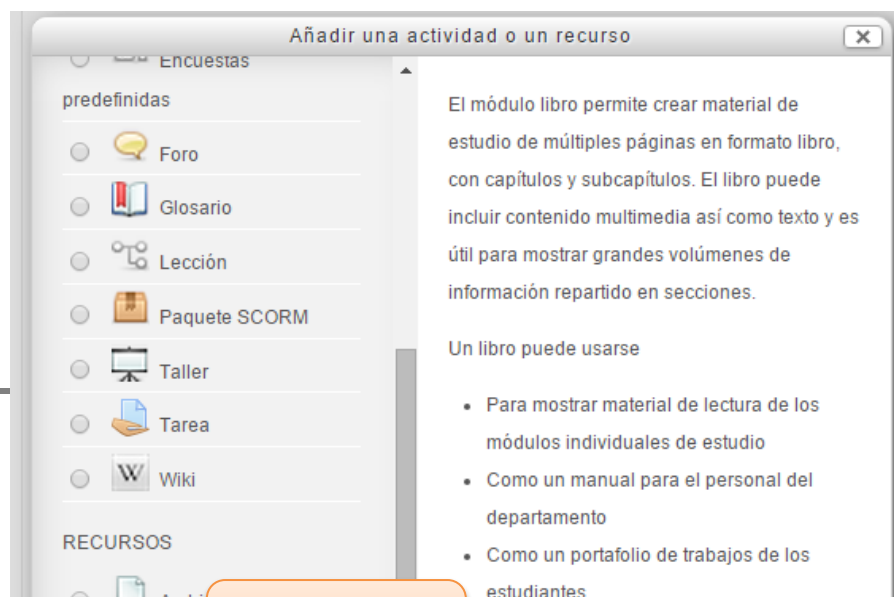 Añadir una actividad o un recurso
Encuestas
predefinidas
Foro
Glosario
Lección
Paquete SCORM
Taller
Tarea
Wiki
RECURSOS
El módulo libro permite crear material de
estudio de múltiples páginas en formato libro,
con capítulos y subcapítulos. El libro puede
incluir contenido multimedia así como texto y es
útil para mostrar grandes volúmenes de
información repartido en secciones.
Un libro puede usarse
Para mostrar material de lectura de los
módulos individuales de estudio
Como un manual para el personal del
departamento
Como un portafolio de trabajos de los
estudiantes